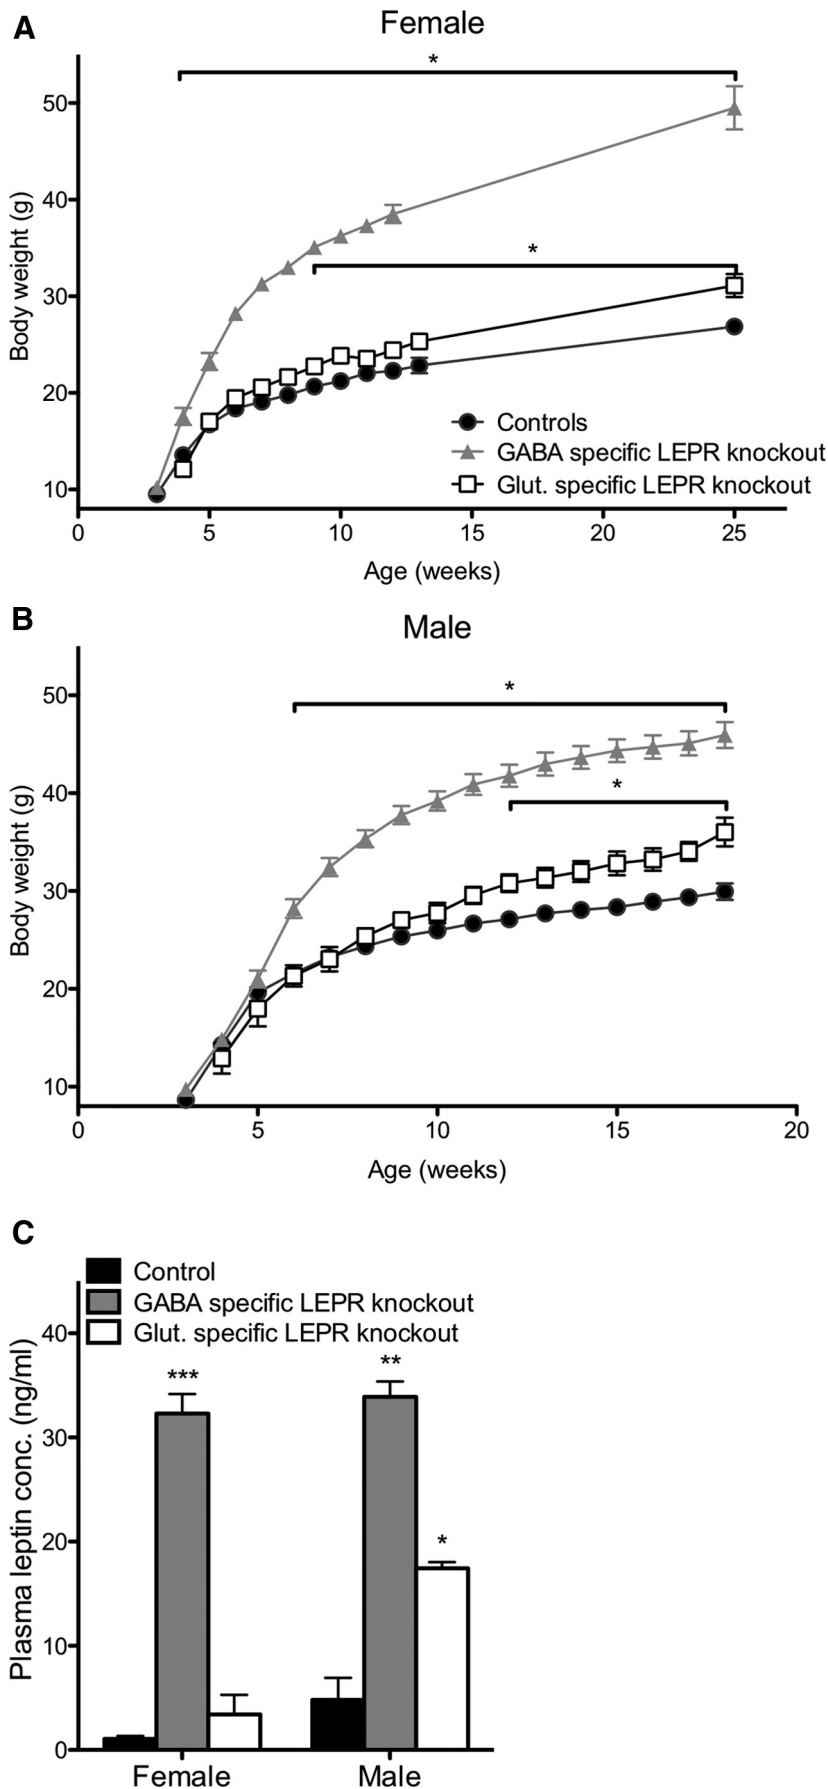 A
Female
*
50
40
*
30
20
10
Body weight (g)
Controls
GABA specific LEPR knockout
Glut. specific LEPR knockout
0 5 10 15 20 25
Age (weeks)
B
Male
*
50
40
*
30
20
10
Body weight (g)
0 5 10 15 20
Age (weeks)
C
Control
GABA specific LEPR knockout
Glut. specific LEPR knockout
40
*** **
30
20
*
10
0
Plasma leptin conc. (ng/ml)
Female Male